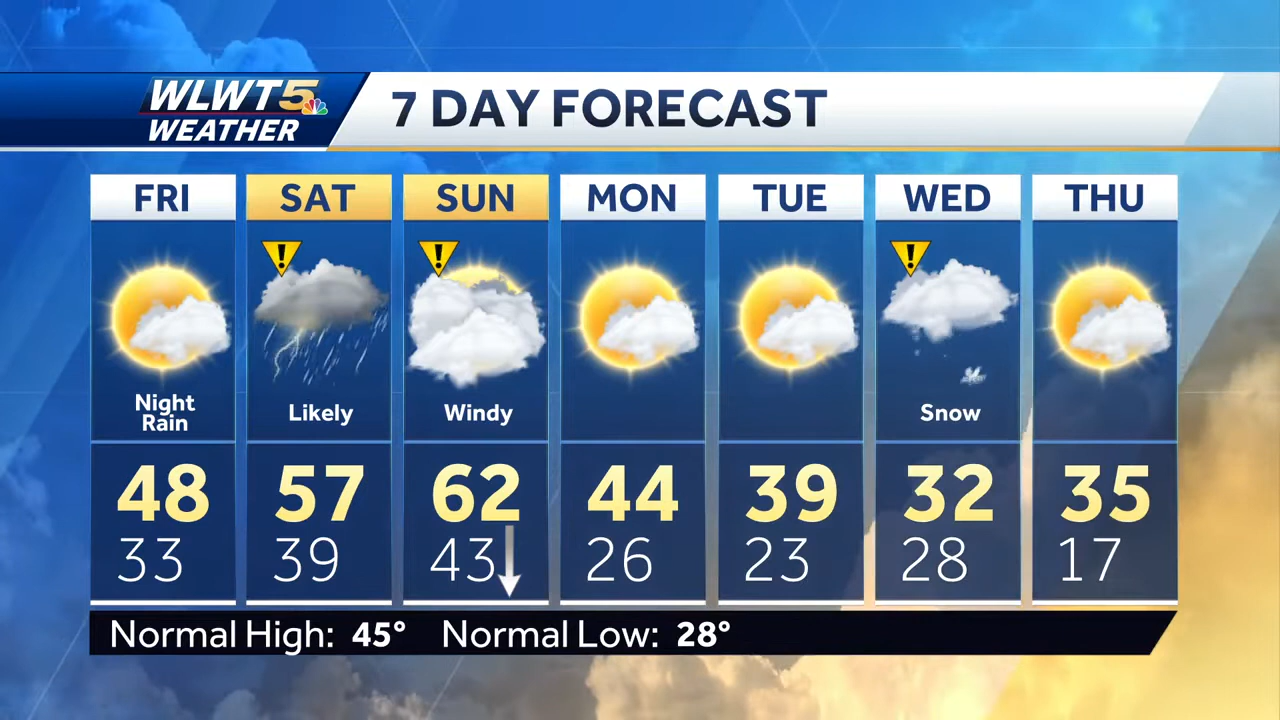 WLWT5
WEATHER
7 DAY FORECAST
FRI
SAT
SUN
MON
TUE
WED
THU
!
!
!
Night
Rain
Likely
Windy
Snow
48
57
62
44
39
32
35
33
39
43
26
23
28
17
Normal High: 45° Normal Low: 28°